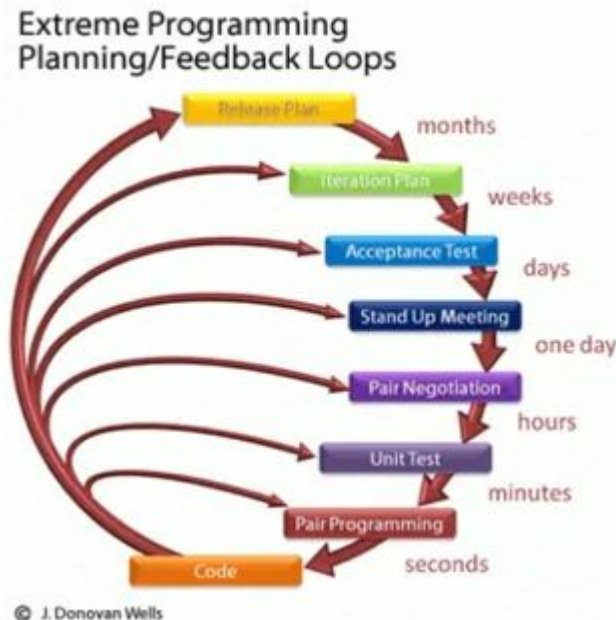 Extreme Programming
Planning/Feedback Loops
Release Plan
months
Iteration Plan
weeks
Acceptance Test
days
Stand Up Meeting
one day
Pair Negotiation
hours
Unit Test
minutes
Pair Programming
seconds
Code
© J. Donovan Wells